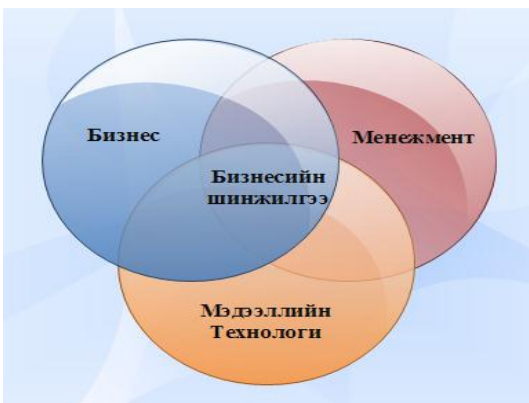 Бизнес
Менежмент
Бизнесийн
шинжилгээ
Мэдээллийн
Технологи